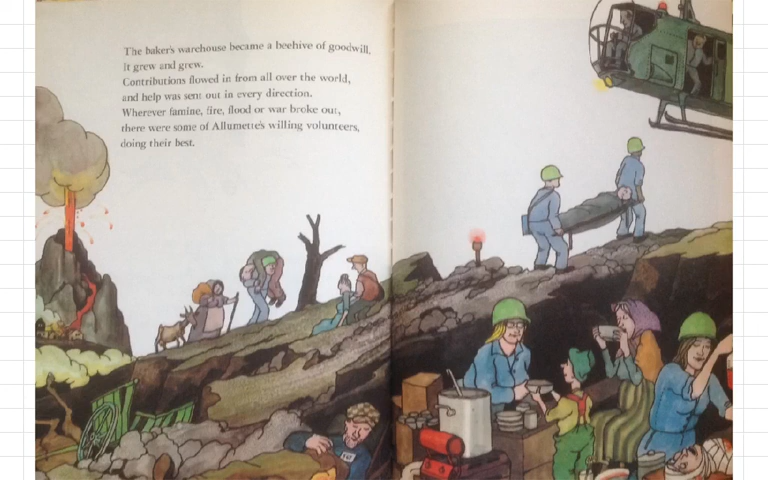 The baker's warehouse became a beehive of goodwill.
It grew and grew.
Contributions flowed in from all over the world,
and help was sent out in every direction.
Wherever famine, fire, flood or war broke out,
there were some of Allumette's willing volunteers,
doing their best.